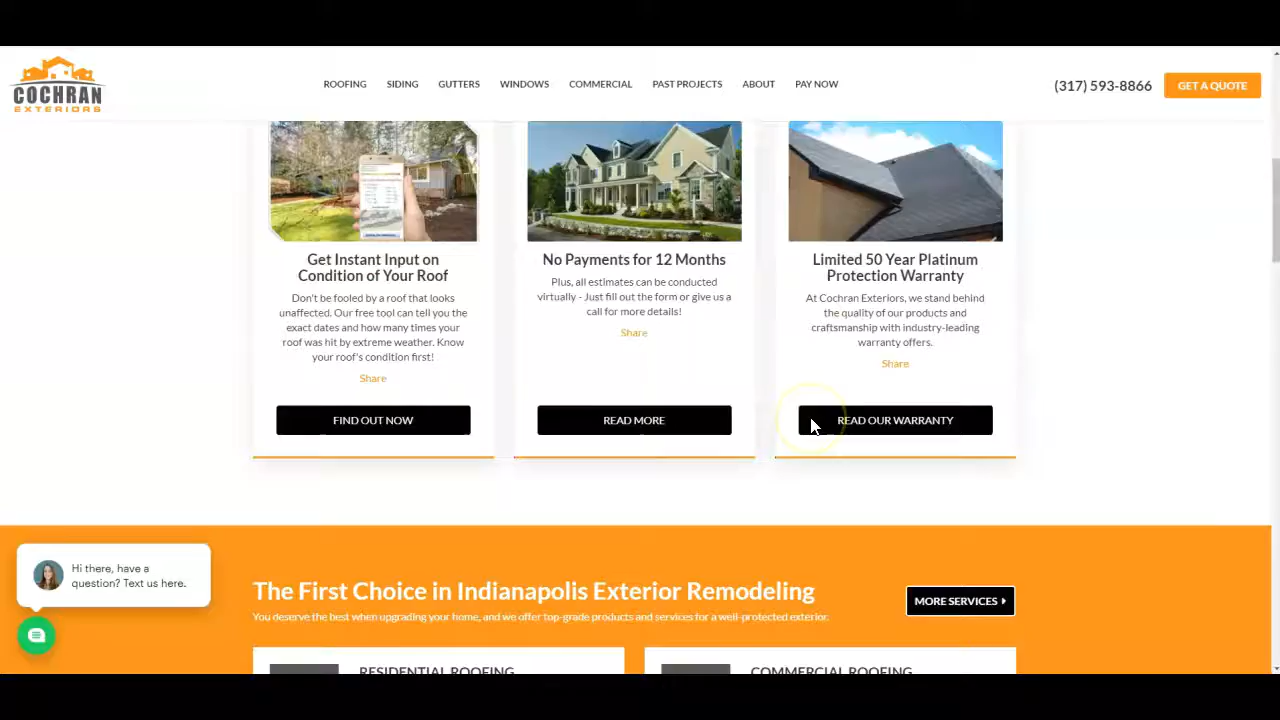 COCHRAN
EXTERIORS
ROOFING SIDING GUTTERS WINDOWS COMMERCIAL PAST PROJECTS ABOUT PAY NOW
(317) 593-8866
GET A QUOTE
Get Instant Input on
Condition of Your Roof
Don't be fooled by a roof that looks
unaffected. Our free tool can tell you the
exact dates and how many times your
roof was hit by extreme weather. Know
your roof's condition first!
Share
FIND OUT NOW
No Payments for 12 Months
Plus, all estimates can be conducted
virtually - Just fill out the form or give us a
call for more details!
Share
READ MORE
Limited 50 Year Platinum
Protection Warranty
At Cochran Exteriors, we stand behind
the quality of our products and
craftsmanship with industry-leading
warranty offers.
Share
READ OUR WARRANTY
Hi there, have a
question? Text us here.
The First Choice in Indianapolis Exterior Remodeling
You deserve the best when upgrading your home, and we offer top-grade products and services for a well-protected exterior.
MORE SERVICES
RESIDENTIAL ROOFING
COMMERCIAL ROOFING